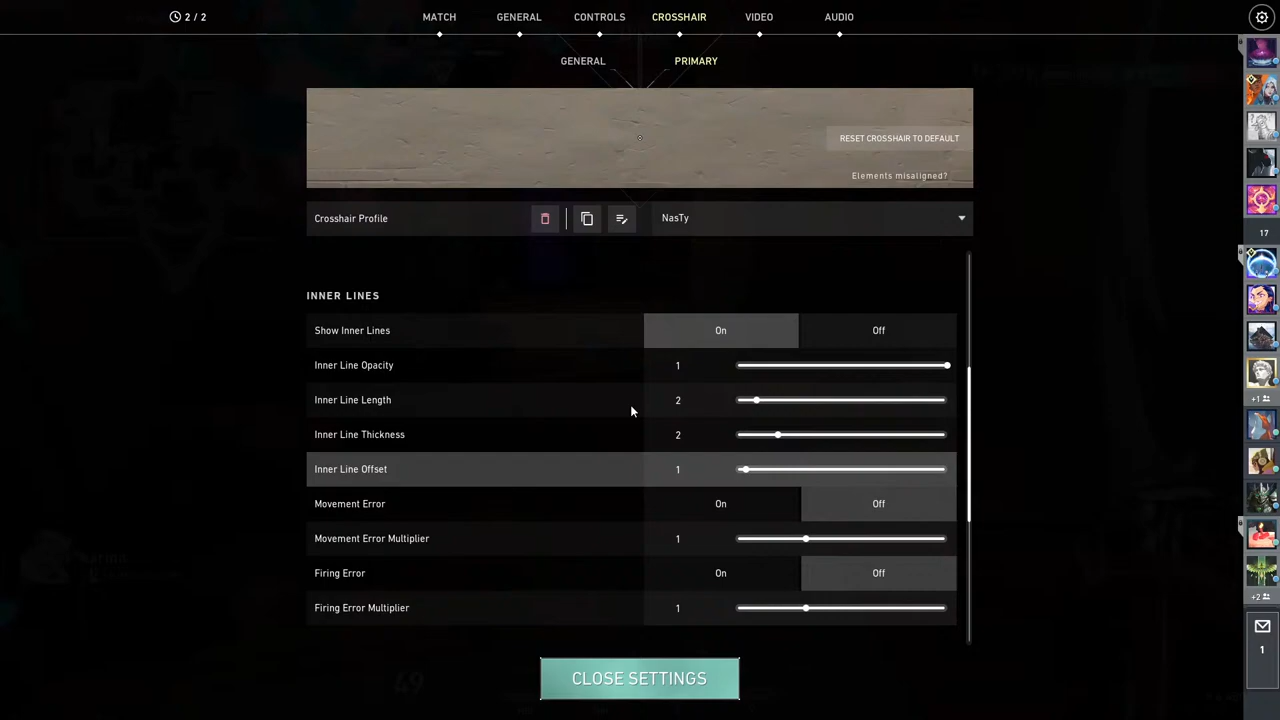 2 / 2
MATCH
GENERAL
CONTROLS
CROSSHAIR
VIDEO
AUDIO
GENERAL
PRIMARY
RESET CROSSHAIR TO DEFAULT
Elements misaligned?
Crosshair Profile
NasTy
17
INNER LINES
Show Inner Lines
On
Off
Inner Line Opacity
1
Inner Line Length
2
+1
Inner Line Thickness
2
Inner Line Offset
1
Movement Error
On
Off
Movement Error Multiplier
1
Firing Error
On
Off
+2
Firing Error Multiplier
1
1
CLOSE SETTINGS
49